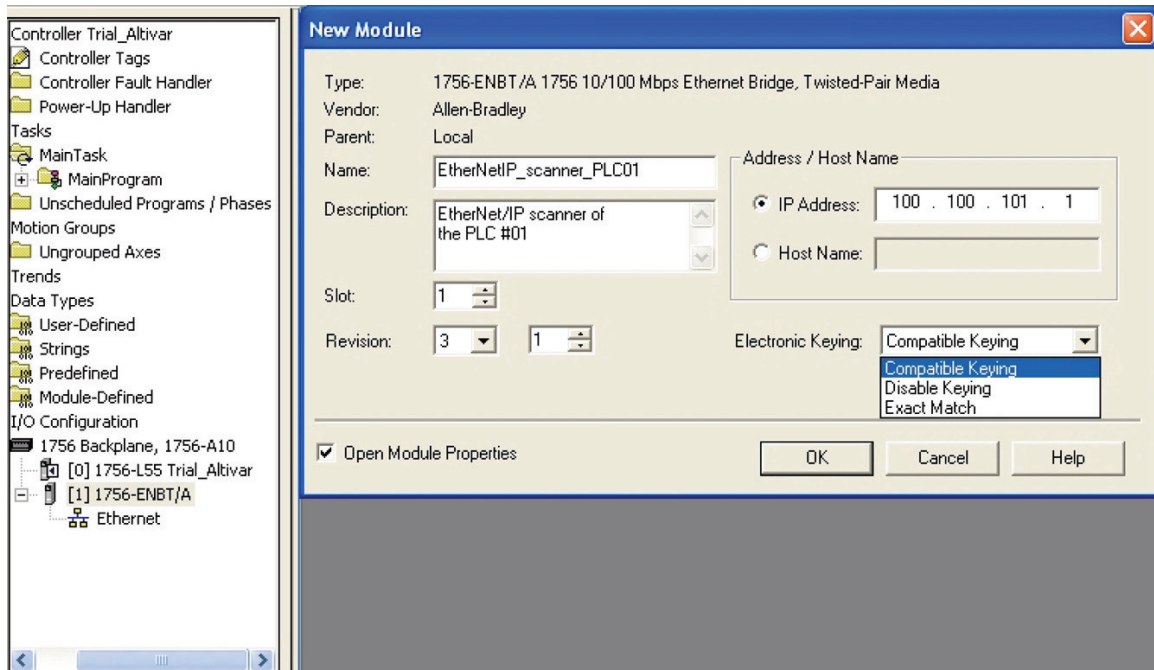 Controller Trial_Altivar
Controller Tags
Controller Fault Handler
Power-Up Handler
Tasks
MainTask
MainProgram
Unscheduled Programs / Phases
Motion Groups
Ungrouped Axes
Trends
Data Types
User-Defined
Strings
Predefined
Module-Defined
I/O Configuration
1756 Backplane, 1756-A10
[0] 1756-L55 Trial_Altivar
[1] 1756-ENBT/A
Ethernet
New Module
Type: 1756-ENBT/A 1756 10/100 Mbps Ethernet Bridge, Twisted-Pair Media
Vendor: Allen-Bradley
Parent: Local
Name: EtherNetIP_scanner_PLC01
Description: EtherNet/IP scanner of
the PLC #01
Address / Host Name
IP Address: 100 . 100 . 101 . 1
Host Name:
Slot: 1
Revision: 3 1
Electronic Keying: Compatible Keying
Compatible Keying
Disable Keying
Exact Match
Open Module Properties
OK Cancel Help